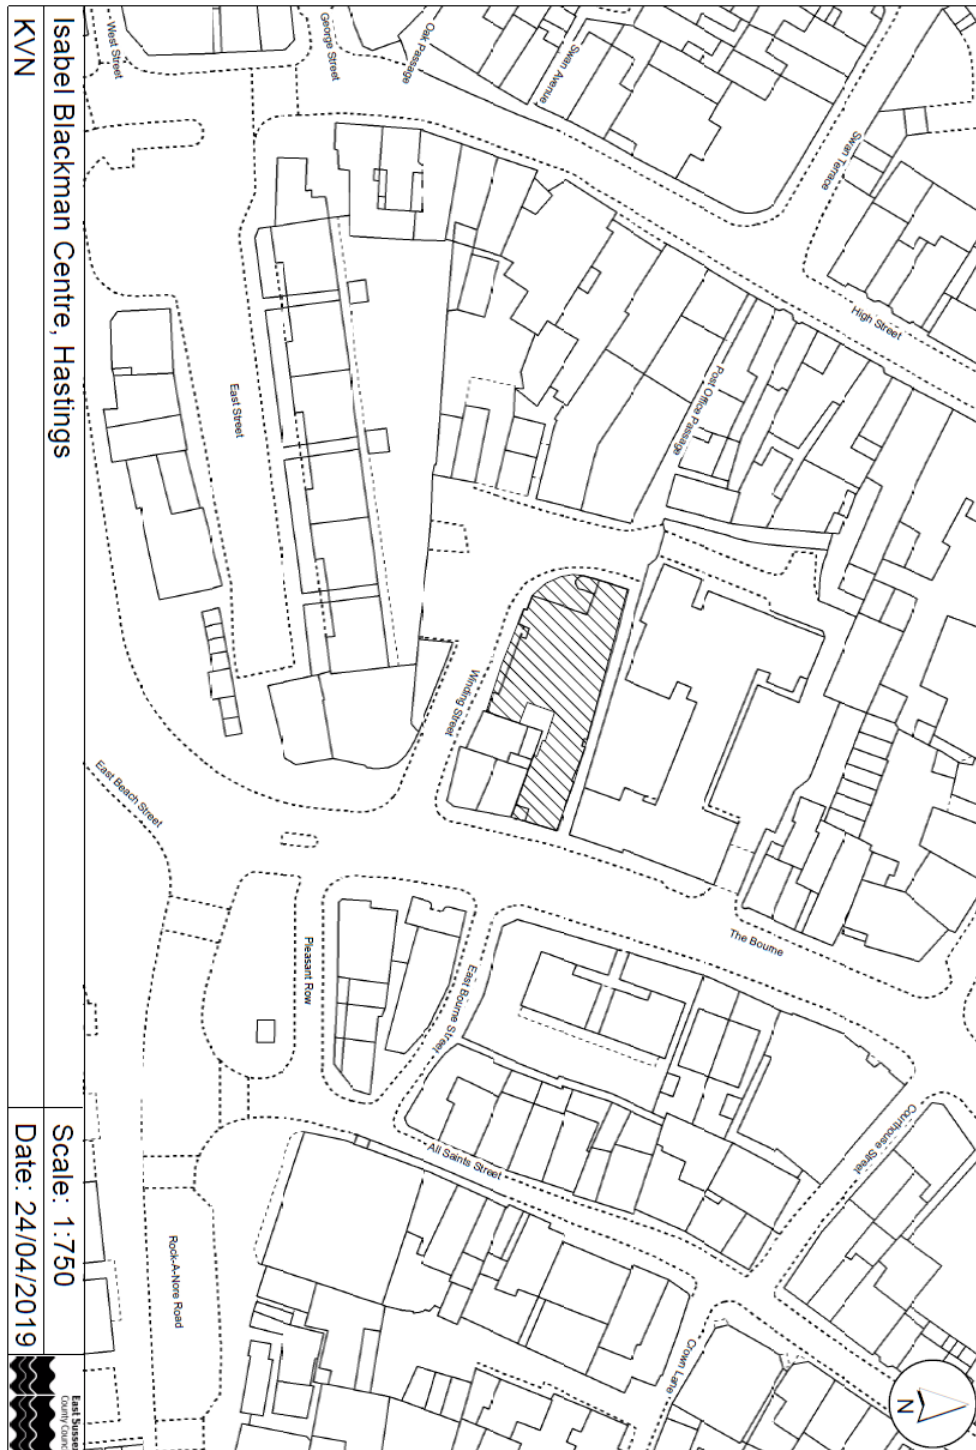 West Street
George Street
Oak Passage
Swan Avenue
Swan Terrace
High Street
Post Office Passage
East Street
Winding Street
The Bourne
East Beach Street
Pleasant Row
East Bourne Street
All Saints Street
Courthouse Street
Crown Lane
Rock-A-Nore Road
N
Isabel Blackman Centre, Hastings
KVN
Scale: 1:750
Date: 24/04/2019
East Sussex
County Council